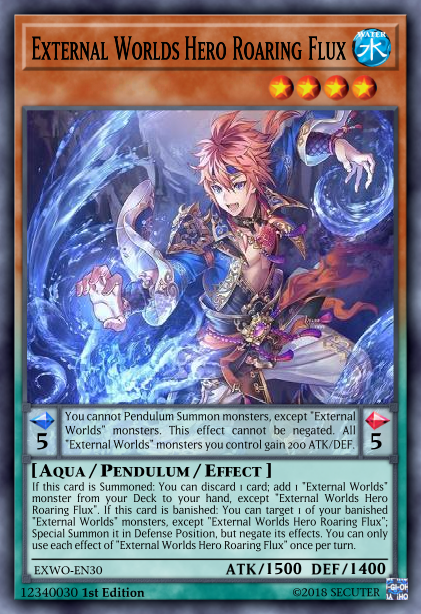 External Worlds Hero Roaring Flux
WATER
水
You cannot Pendulum Summon monsters, except "External
Worlds" monsters. This effect cannot be negated. All
"External Worlds" monsters you control gain 200 ATK/DEF.
5
5
[ Aqua / Pendulum / Effect ]
If this card is Summoned: You can discard 1 card; add 1 "External Worlds"
monster from your Deck to your hand, except "External Worlds Hero
Roaring Flux". If this card is banished: You can target 1 of your banished
"External Worlds" monsters, except "External Worlds Hero Roaring Flux";
Special Summon it in Defense Position, but negate its effects. You can only
use each effect of "External Worlds Hero Roaring Flux" once per turn.
EXWO-EN30
ATK/1500 DEF/1400
12340030 1st Edition
©2018 SECUTER